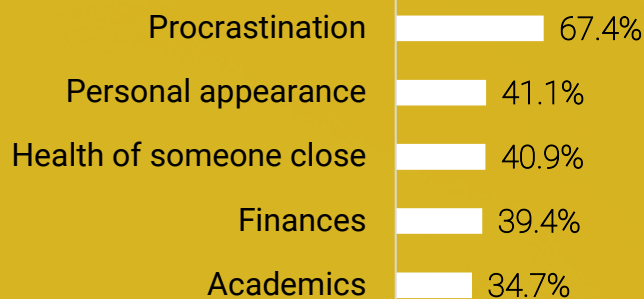 Procrastination 67.4%
Personal appearance 41.1%
Health of someone close 40.9%
Finances 39.4%
Academics 34.7%